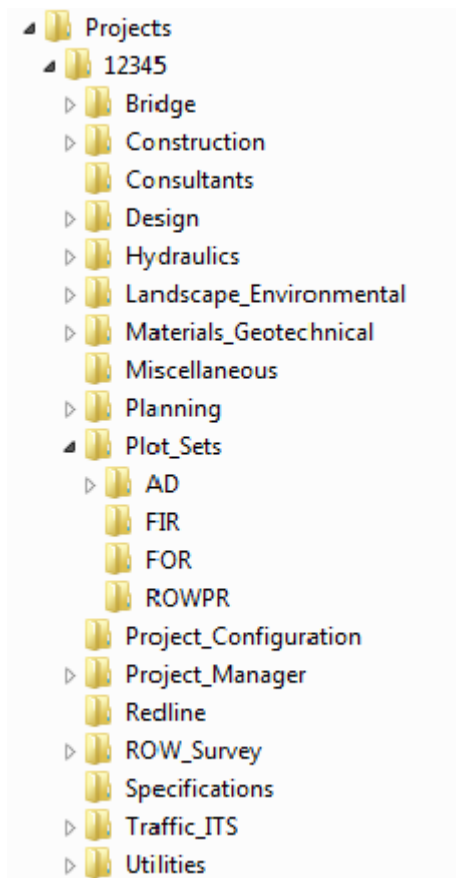 Projects
12345
Bridge
Construction
Consultants
Design
Hydraulics
Landscape_Environmental
Materials_Geotechnical
Miscellaneous
Planning
Plot_Sets
AD
FIR
FOR
ROWPR
Project_Configuration
Project_Manager
Redline
ROW_Survey
Specifications
Traffic_ITS
Utilities